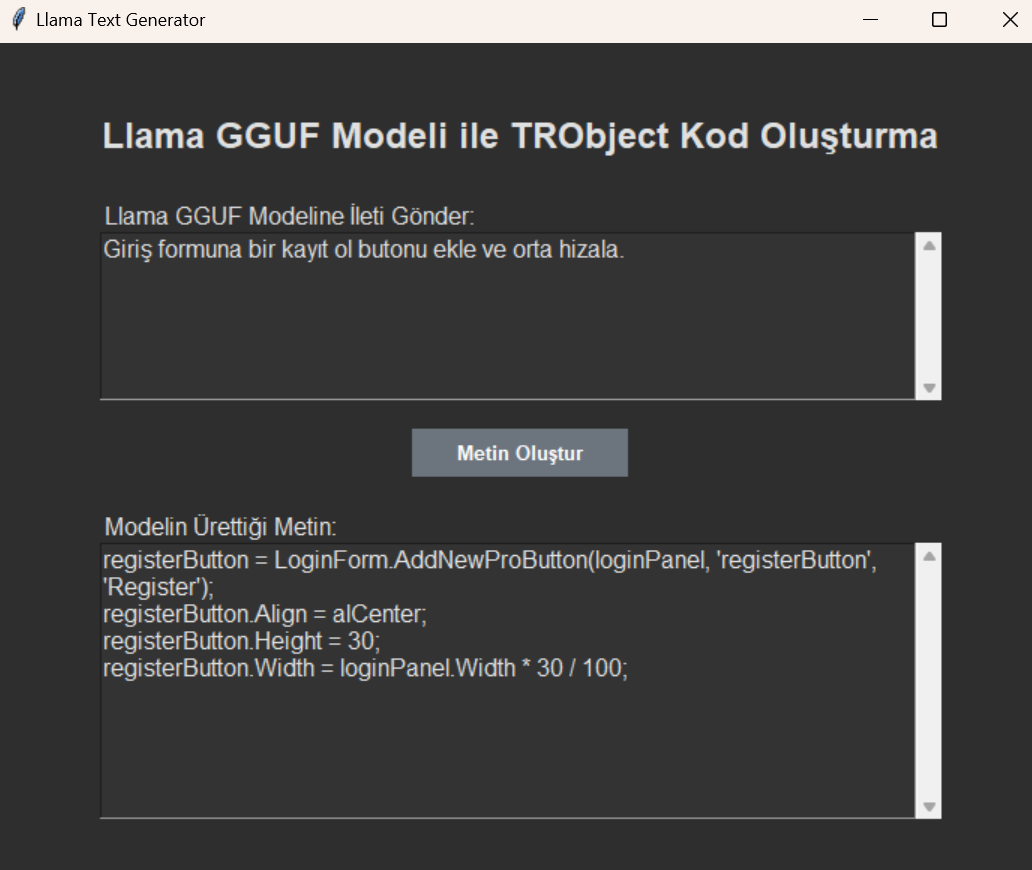 Llama Text Generator
Llama GGUF Modeli ile TRObject Kod Oluşturma
Llama GGUF Modeline İleti Gönder:
Giriş formuna bir kayıt ol butonu ekle ve orta hizala.
Metin Oluştur
Modelin Ürettiği Metin:
registerButton = LoginForm.AddNewProButton(loginPanel, 'registerButton',
'Register');
registerButton.Align = alCenter;
registerButton.Height = 30;
registerButton.Width = loginPanel.Width * 30 / 100;